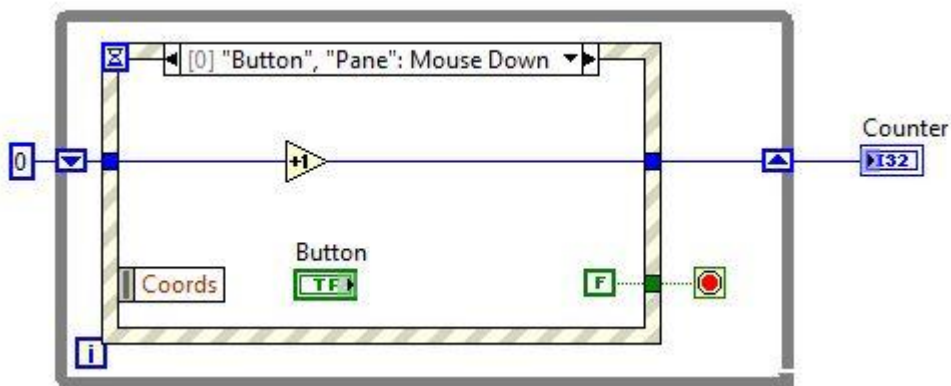 [0] "Button", "Pane": Mouse Down
0
+1
Counter
I32
Button
TF
Coords
F
i